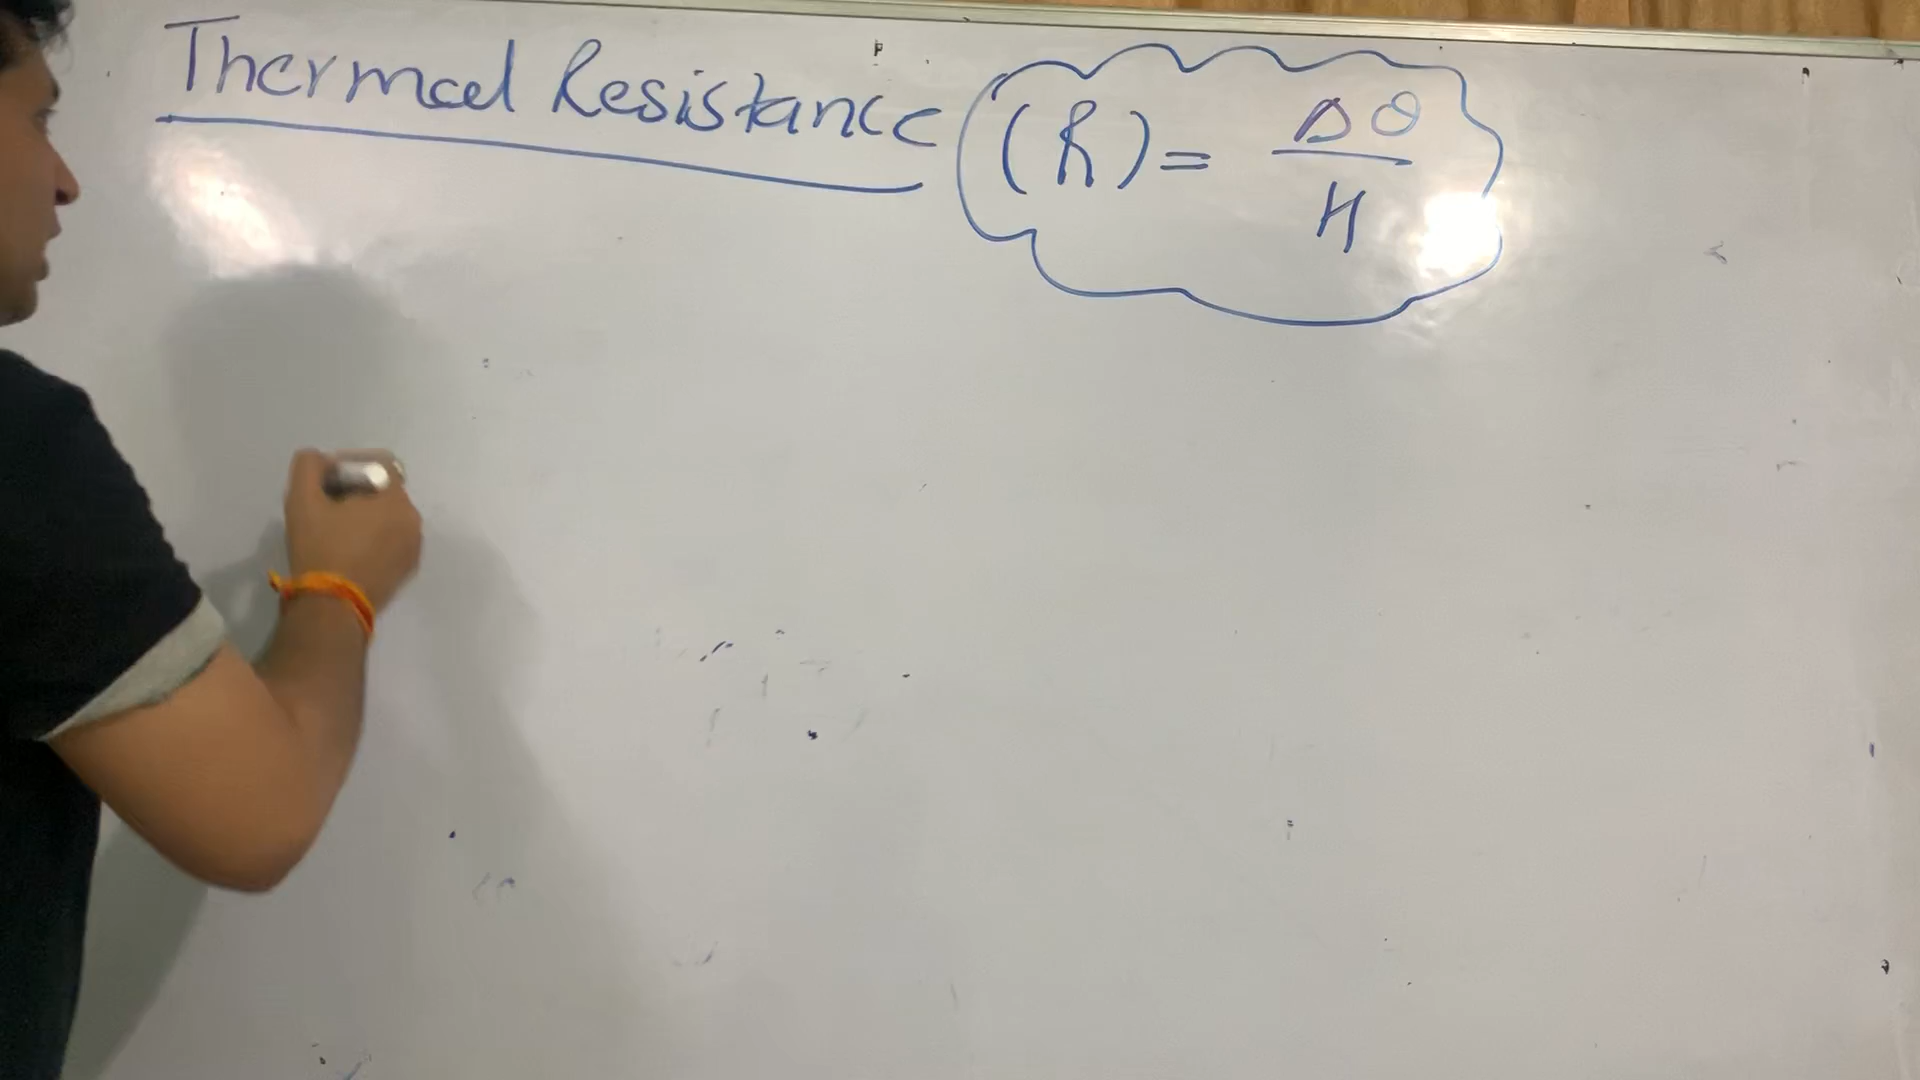 Thermal Resistance (R) = Δθ / H